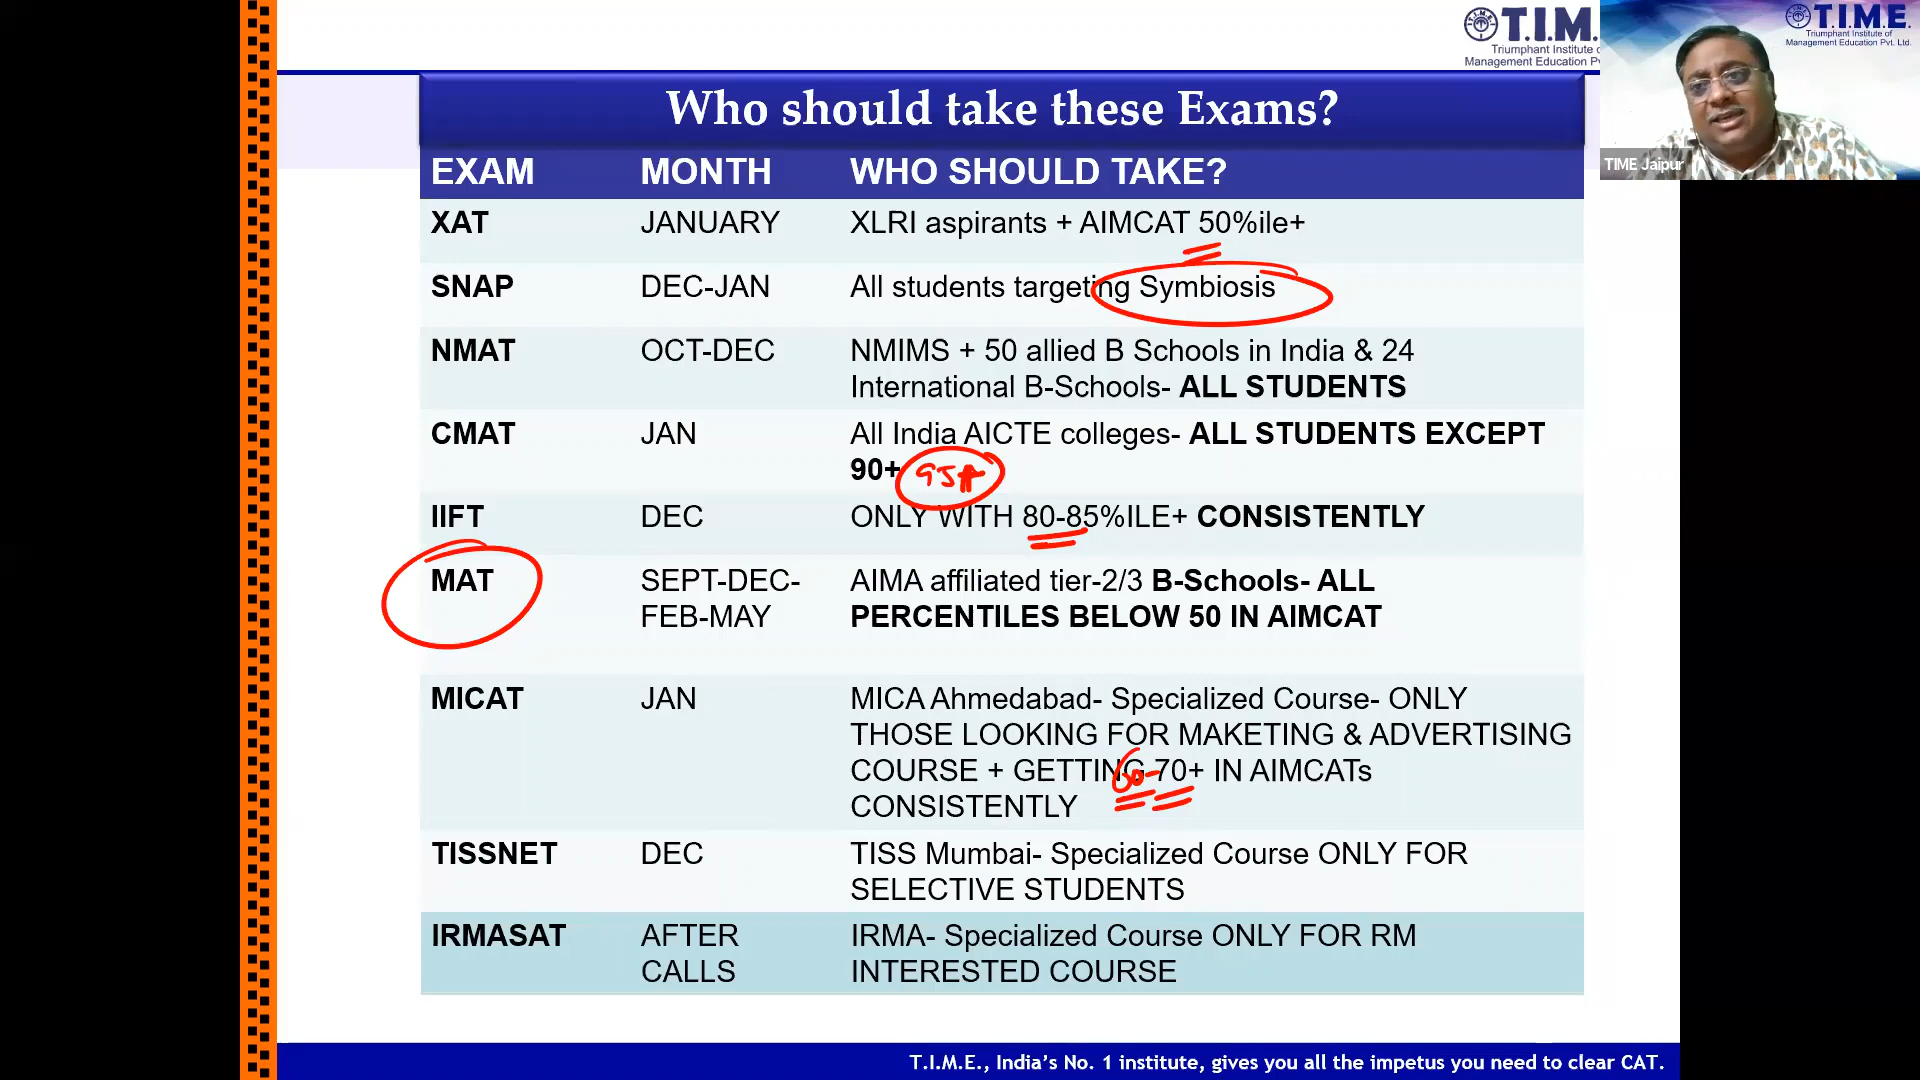 T.I.M.
Triumphant Institute
Management Education
T.I.M.E.
Triumphant Institute of
Management Education Pvt. Ltd.
TIME Jaipur
Who should take these Exams?
EXAM MONTH WHO SHOULD TAKE?
XAT JANUARY XLRI aspirants + AIMCAT 50%ile+
SNAP DEC-JAN All students targeting Symbiosis
NMAT OCT-DEC NMIMS + 50 allied B Schools in India & 24
International B-Schools- ALL STUDENTS
CMAT JAN All India AICTE colleges- ALL STUDENTS EXCEPT
90+ 95+
IIFT DEC ONLY WITH 80-85%ILE+ CONSISTENTLY
MAT SEPT-DEC- AIMA affiliated tier-2/3 B-Schools- ALL
FEB-MAY PERCENTILES BELOW 50 IN AIMCAT
MICAT JAN MICA Ahmedabad- Specialized Course- ONLY
THOSE LOOKING FOR MAKETING & ADVERTISING
COURSE + GETTING 70+ IN AIMCATs
CONSISTENTLY
TISSNET DEC TISS Mumbai- Specialized Course ONLY FOR
SELECTIVE STUDENTS
IRMASAT AFTER IRMA- Specialized Course ONLY FOR RM
CALLS INTERESTED COURSE
T.I.M.E., India's No. 1 institute, gives you all the impetus you need to clear CAT.